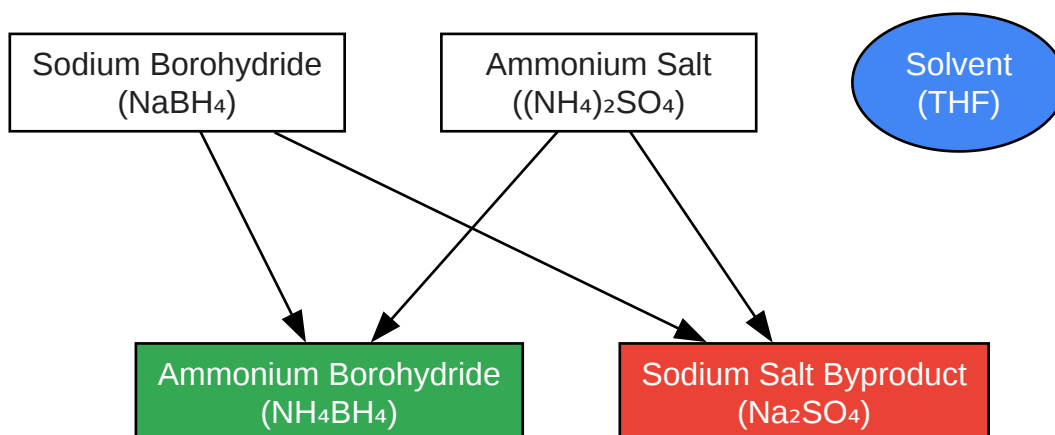 Sodium Borohydride
(NaBH₄)
Ammonium Salt
((NH₄)₂SO₄)
Solvent
(THF)
Ammonium Borohydride
(NH₄BH₄)
Sodium Salt Byproduct
(Na₂SO₄)